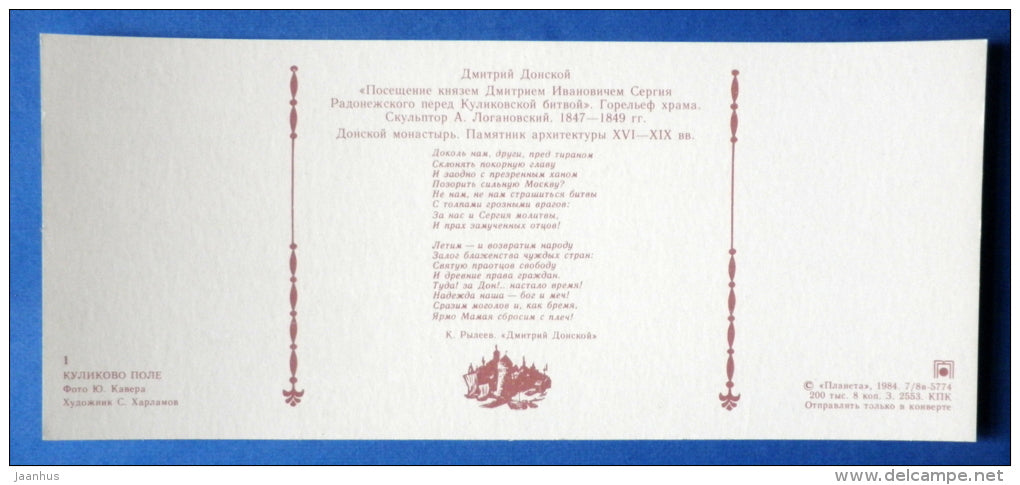 Дмитрий Донской
«Посещение князем Дмитрием Ивановичем Сергия
Радонежского перед Куликовской битвой». Горельеф храма.
Скульптор А. Логановский. 1847—1849 гг.
Донской монастырь. Памятник архитектуры XVI—XIX вв.
Доколь нам, други, пред тираном
Склонять покорную главу
И заодно с презренным ханом
Позорить сильную Москву?
Не нам, не нам страшиться битвы
С толпами грозными врагов:
За нас и Сергия молитвы,
И прах замученных отцов!
Летим — и возвратим народу
Залог блаженства чуждых стран:
Святую праотцов свободу
И древние права граждан.
Туда! за Дон!.. настало время!
Надежда наша — бог и меч!
Сразим моголов и, как бремя,
Ярмо Мамая сбросим с плеч!
К. Рылеев. «Дмитрий Донской»
1
КУЛИКОВО ПОЛЕ
Фото Ю. Кавера
Художник С. Харламов
© «Планета», 1984. 7/8в-5774
200 тыс. 8 коп. З. 2553. КПК
Отправлять только в конверте
jaanhus
www.delcampe.net